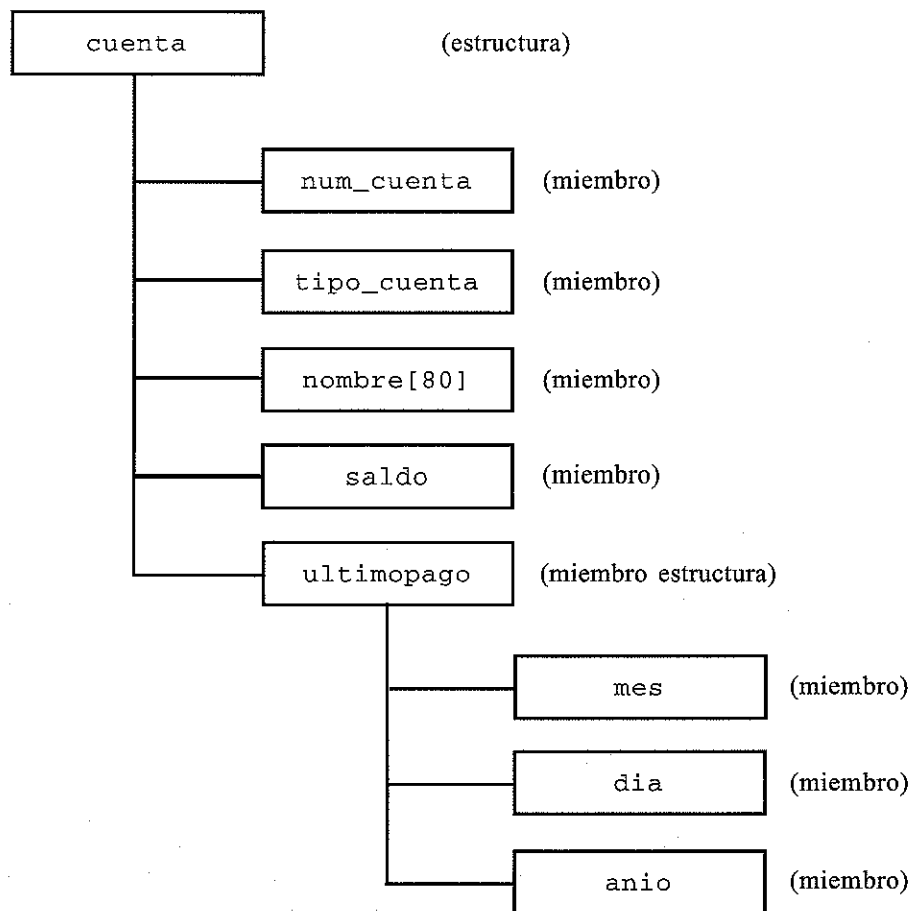 cuenta (estructura)
num_cuenta (miembro)
tipo_cuenta (miembro)
nombre[80] (miembro)
saldo (miembro)
ultimopago (miembro estructura)
mes (miembro)
dia (miembro)
anio (miembro)